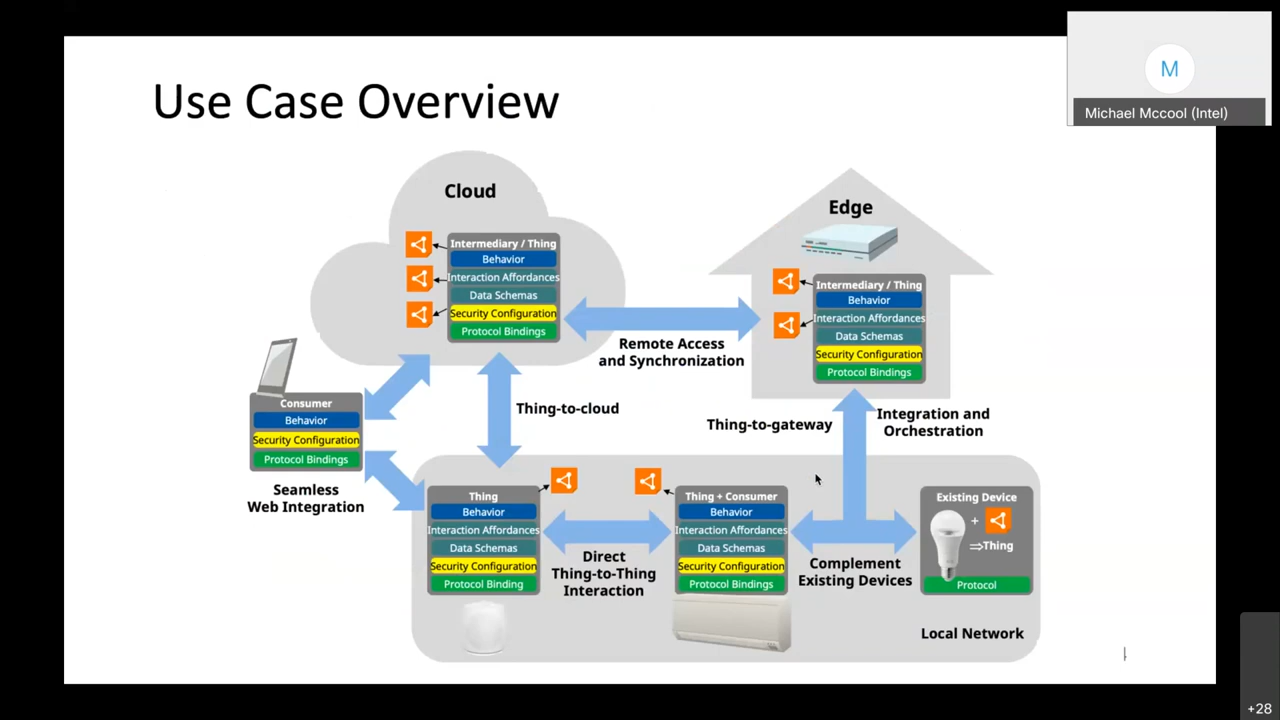 Use Case Overview
M
Michael Mccool (Intel)
Cloud
Intermediary / Thing
Behavior
Interaction Affordances
Data Schemas
Security Configuration
Protocol Bindings
Edge
Intermediary / Thing
Behavior
Interaction Affordances
Data Schemas
Security Configuration
Protocol Bindings
Remote Access
and Synchronization
Consumer
Behavior
Security Configuration
Protocol Bindings
Seamless
Web Integration
Thing-to-cloud
Thing-to-gateway
Integration and
Orchestration
Thing
Behavior
Interaction Affordances
Data Schemas
Security Configuration
Protocol Binding
Direct
Thing-to-Thing
Interaction
Thing + Consumer
Behavior
Interaction Affordances
Data Schemas
Security Configuration
Protocol Bindings
Complement
Existing Devices
Existing Device
+
⇒Thing
Protocol
Local Network
+28